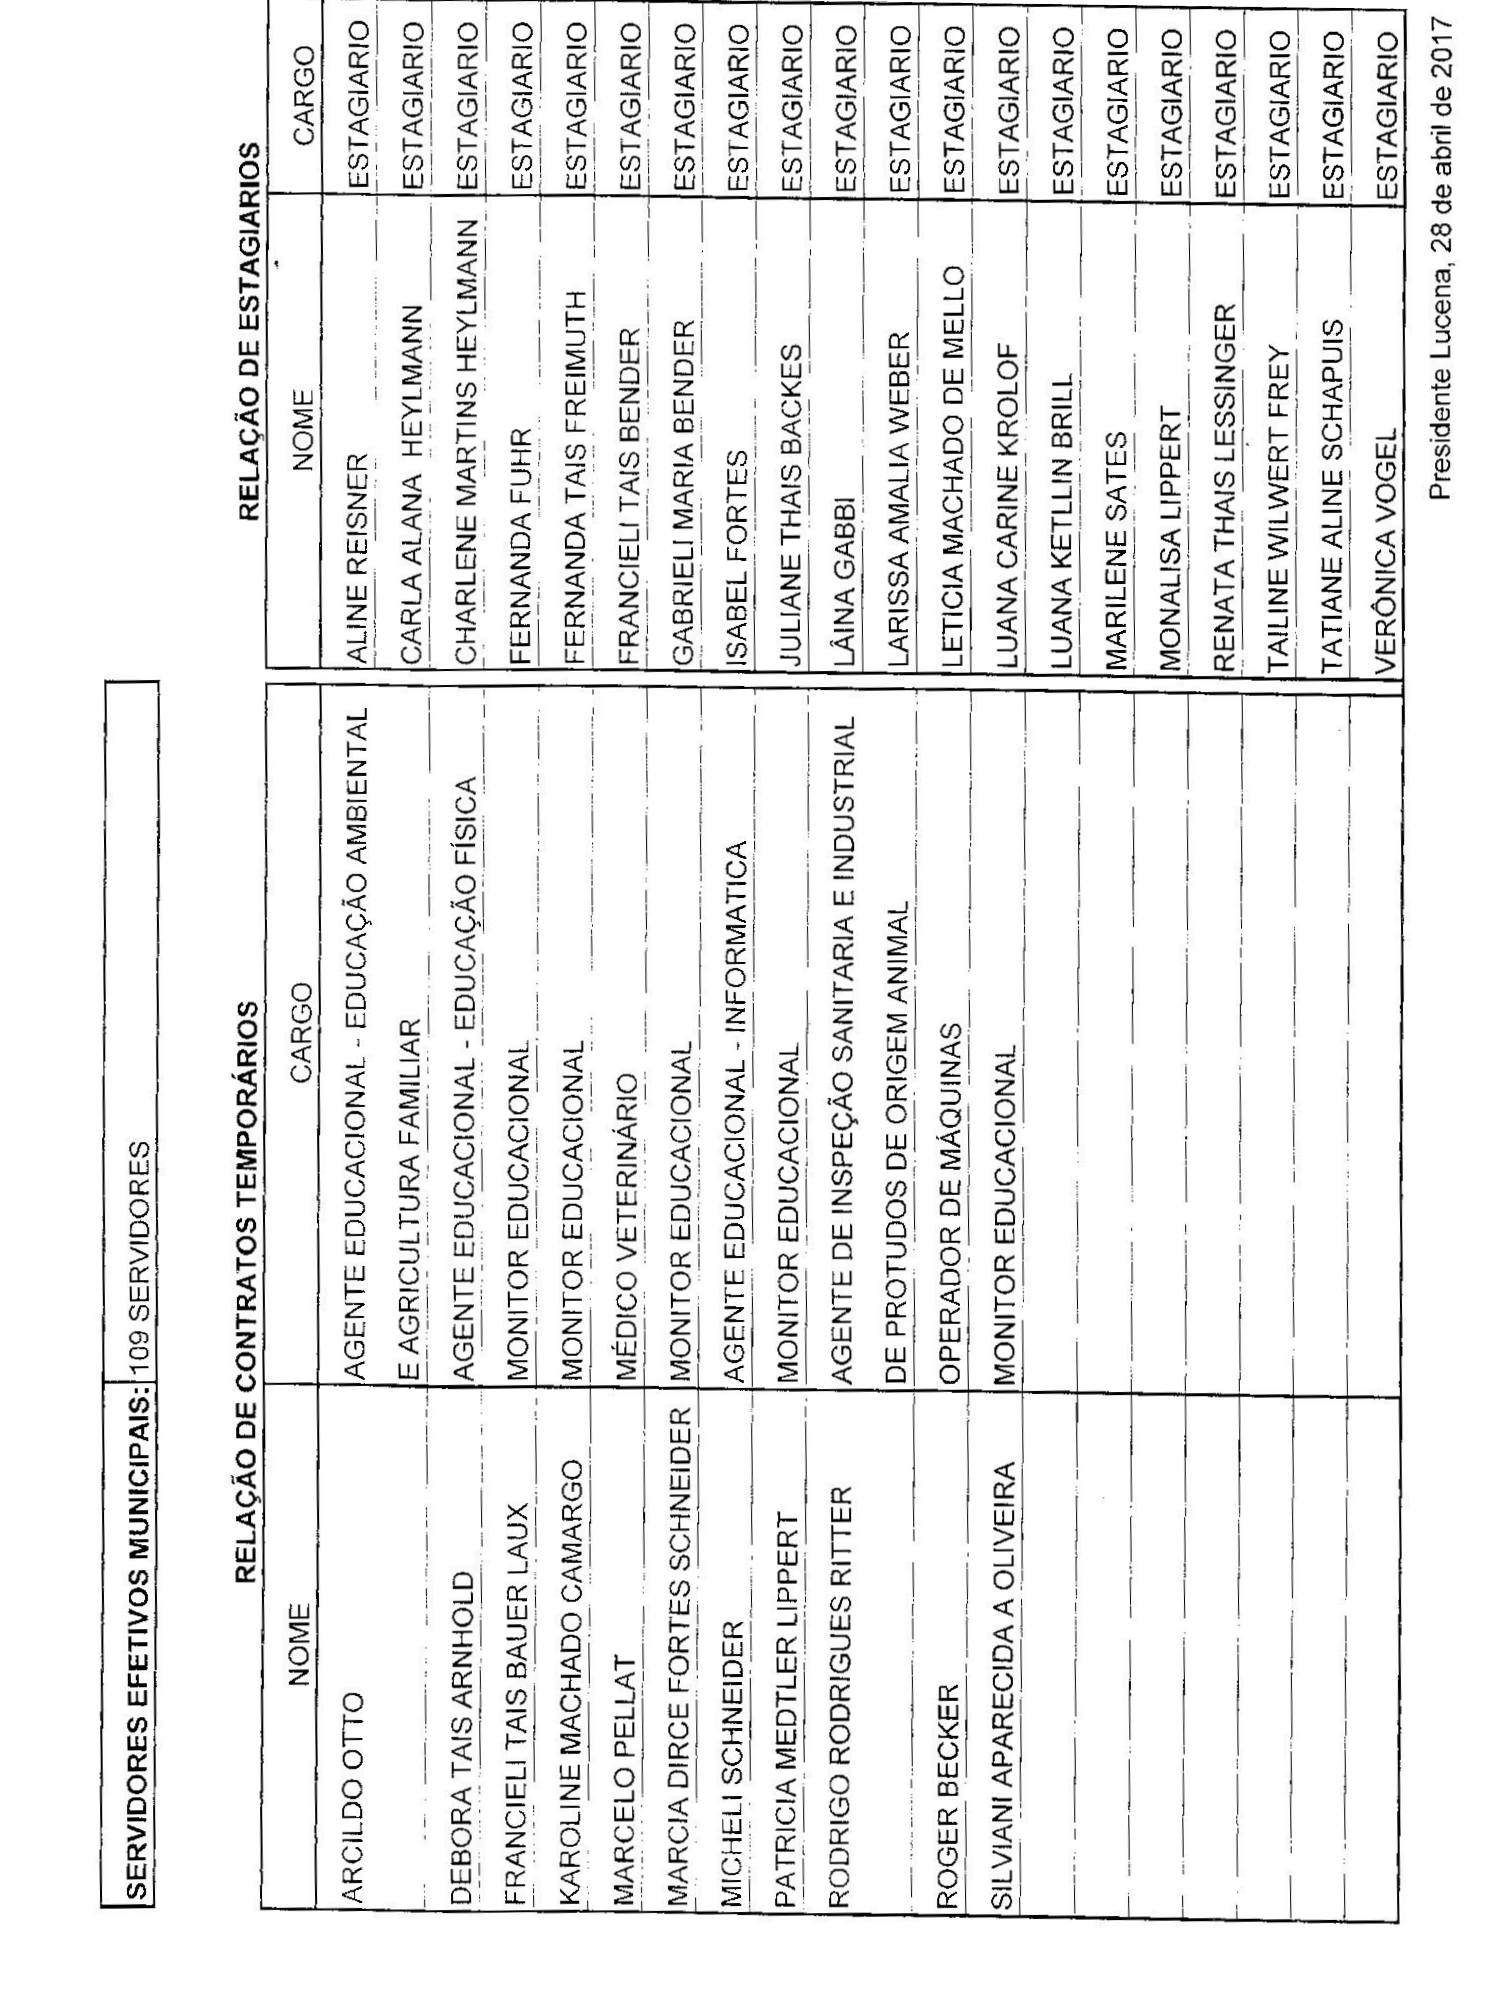 SERVIDORES EFETIVOS MUNICIPAIS: 109 SERVIDORES
RELAÇÃO DE CONTRATOS TEMPORÁRIOS
NOME CARGO
ARCILDO OTTO AGENTE EDUCACIONAL - EDUCAÇÃO AMBIENTAL
E AGRICULTURA FAMILIAR
DEBORA TAIS ARNHOLD AGENTE EDUCACIONAL - EDUCAÇÃO FÍSICA
FRANCIELI TAIS BAUER LAUX MONITOR EDUCACIONAL
KAROLINE MACHADO CAMARGO MONITOR EDUCACIONAL
MARCELO PELLAT MÉDICO VETERINÁRIO
MARCIA DIRCE FORTES SCHNEIDER MONITOR EDUCACIONAL
MICHELI SCHNEIDER AGENTE EDUCACIONAL - INFORMATICA
PATRICIA MEDTLER LIPPERT MONITOR EDUCACIONAL
RODRIGO RODRIGUES RITTER AGENTE DE INSPEÇÃO SANITARIA E INDUSTRIAL
DE PROTUDOS DE ORIGEM ANIMAL
ROGER BECKER OPERADOR DE MÁQUINAS
SILVIANI APARECIDA A OLIVEIRA MONITOR EDUCACIONAL
RELAÇÃO DE ESTAGIARIOS
NOME CARGO
ALINE REISNER ESTAGIARIO
CARLA ALANA HEYLMANN ESTAGIARIO
CHARLENE MARTINS HEYLMANN ESTAGIARIO
FERNANDA FUHR ESTAGIARIO
FERNANDA TAIS FREIMUTH ESTAGIARIO
FRANCIELI TAIS BENDER ESTAGIARIO
GABRIELI MARIA BENDER ESTAGIARIO
ISABEL FORTES ESTAGIARIO
JULIANE THAIS BACKES ESTAGIARIO
LÂINA GABBI ESTAGIARIO
LARISSA AMALIA WEBER ESTAGIARIO
LETICIA MACHADO DE MELLO ESTAGIARIO
LUANA CARINE KROLOF ESTAGIARIO
LUANA KETLLIN BRILL ESTAGIARIO
MARILENE SATES ESTAGIARIO
MONALISA LIPPERT ESTAGIARIO
RENATA THAIS LESSINGER ESTAGIARIO
TAILINE WILWERT FREY ESTAGIARIO
TATIANE ALINE SCHAPUIS ESTAGIARIO
VERÔNICA VOGEL ESTAGIARIO
Presidente Lucena, 28 de abril de 2017